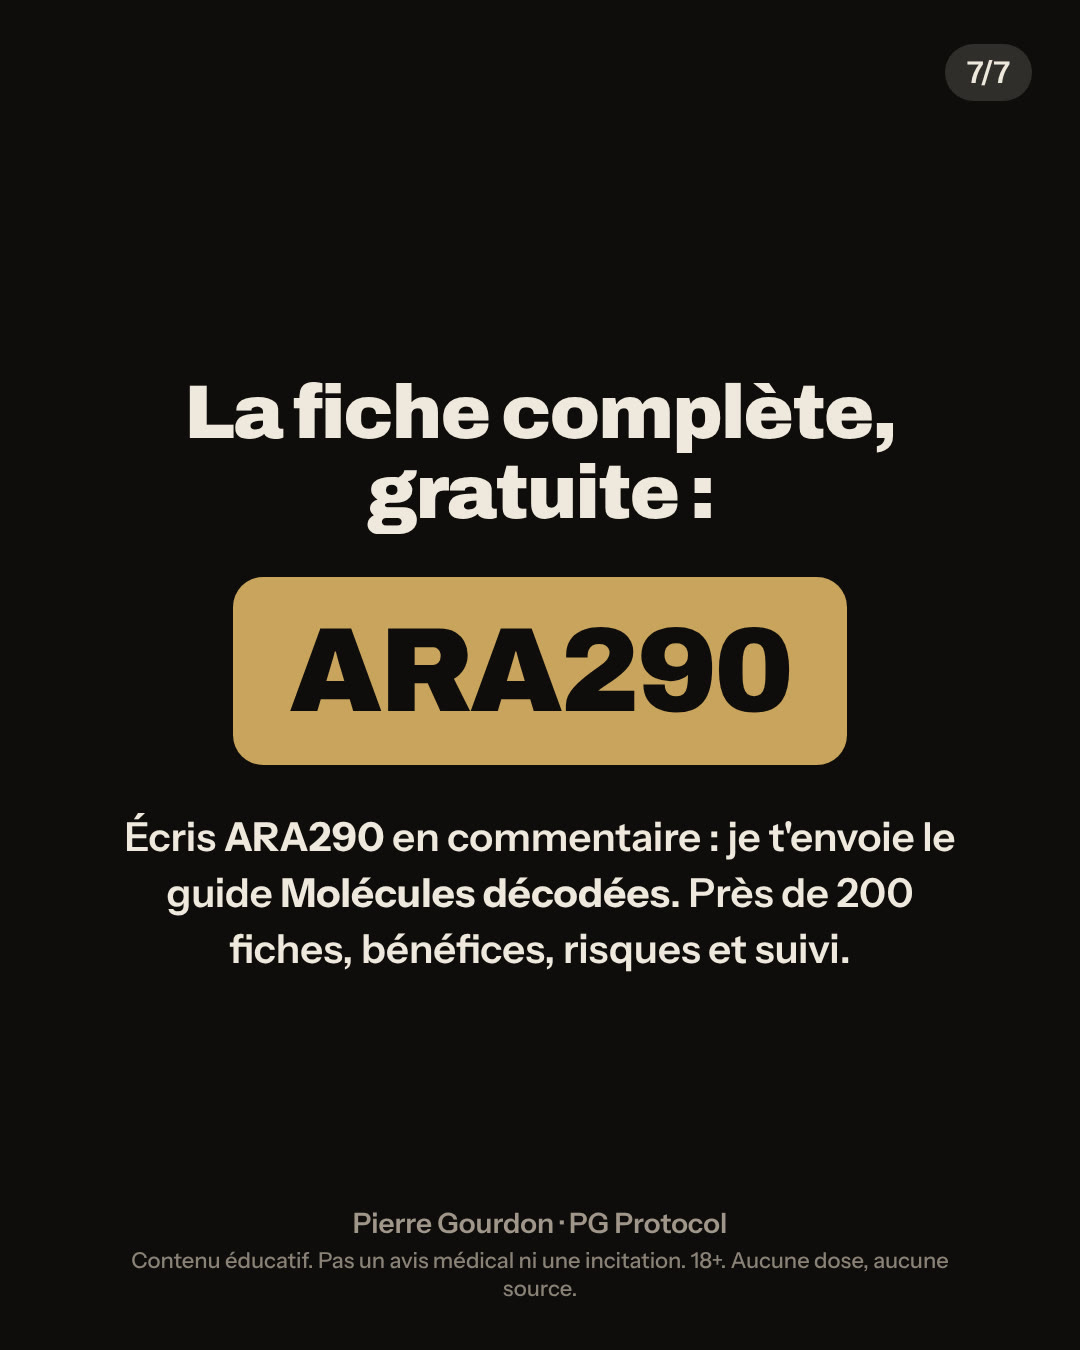 7/7
La fiche complète,
gratuite :
ARA290
Écris ARA290 en commentaire : je t'envoie le
guide Molécules décodées. Près de 200
fiches, bénéfices, risques et suivi.
Pierre Gourdon · PG Protocol
Contenu éducatif. Pas un avis médical ni une incitation. 18+. Aucune dose, aucune
source.